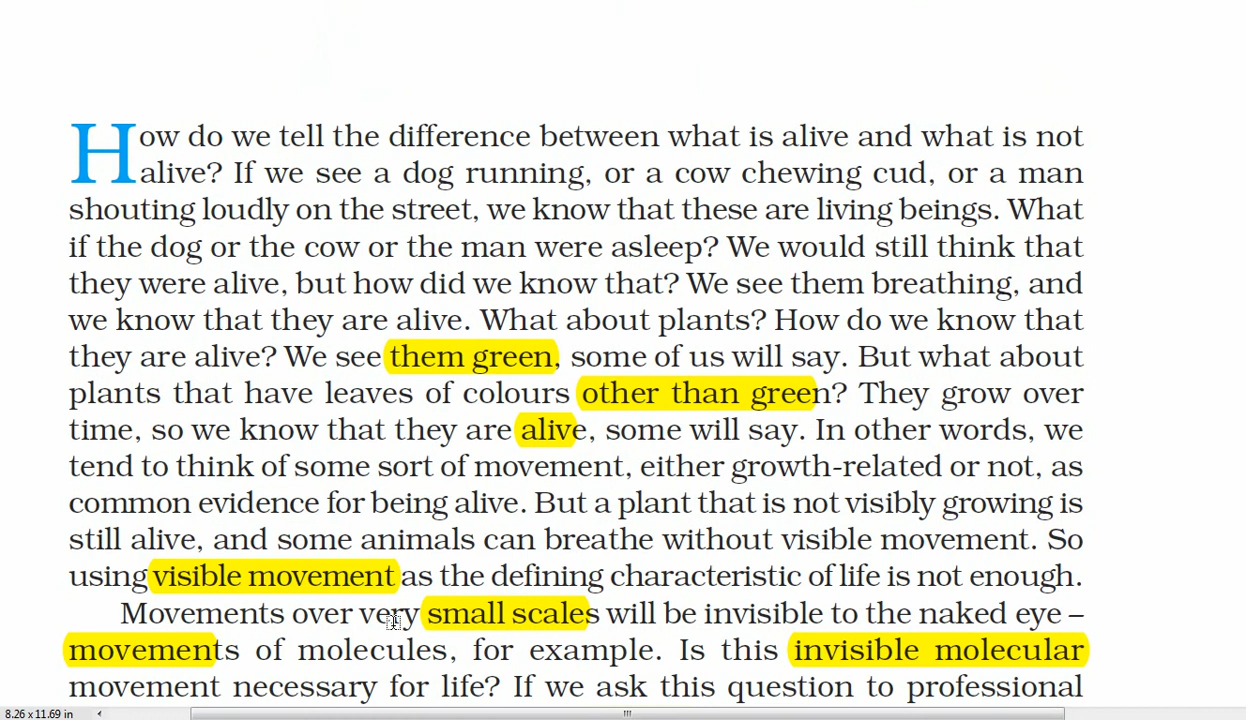 How do we tell the difference between what is alive and what is not
alive? If we see a dog running, or a cow chewing cud, or a man
shouting loudly on the street, we know that these are living beings. What
if the dog or the cow or the man were asleep? We would still think that
they were alive, but how did we know that? We see them breathing, and
we know that they are alive. What about plants? How do we know that
they are alive? We see them green, some of us will say. But what about
plants that have leaves of colours other than green? They grow over
time, so we know that they are alive, some will say. In other words, we
tend to think of some sort of movement, either growth-related or not, as
common evidence for being alive. But a plant that is not visibly growing is
still alive, and some animals can breathe without visible movement. So
using visible movement as the defining characteristic of life is not enough.
Movements over very small scales will be invisible to the naked eye –
movements of molecules, for example. Is this invisible molecular
movement necessary for life? If we ask this question to professional
8.26 x 11.69 in